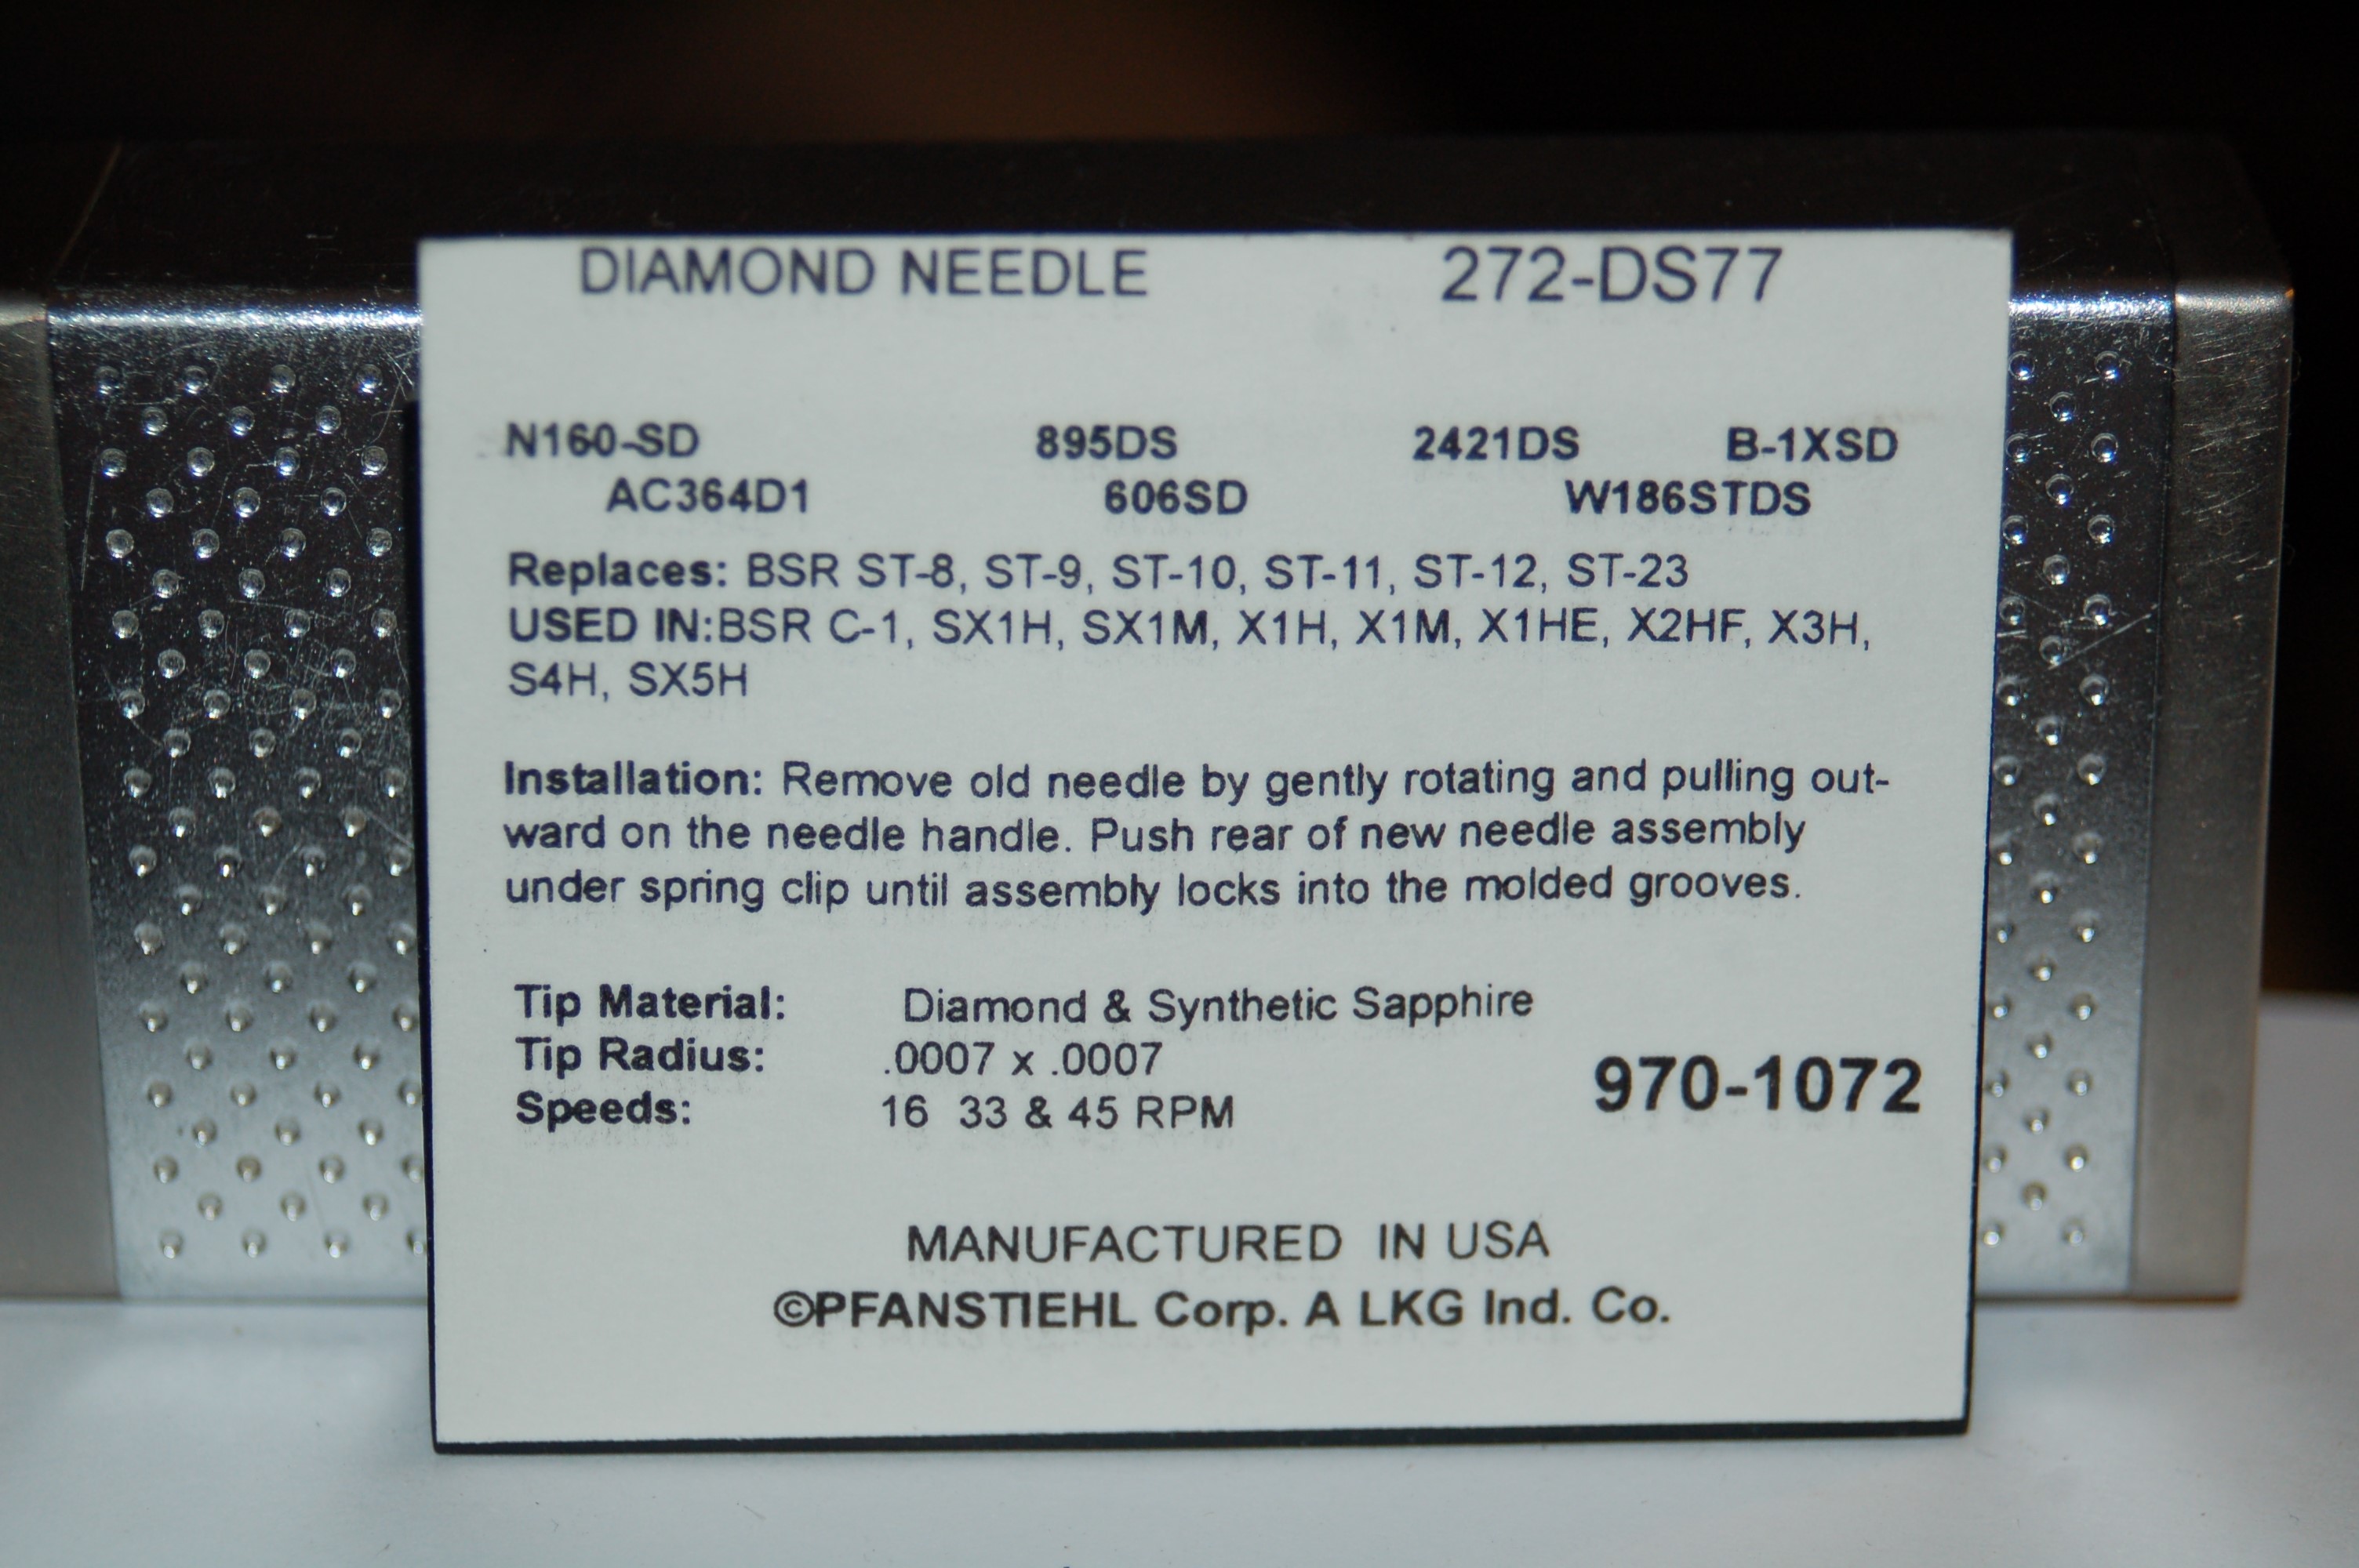 DIAMOND NEEDLE 272-DS77
N160-SD 895DS 2421DS B-1XSD
AC364D1 606SD W186STDS
Replaces: BSR ST-8, ST-9, ST-10, ST-11, ST-12, ST-23
USED IN:BSR C-1, SX1H, SX1M, X1H, X1M, X1HE, X2HF, X3H,
S4H, SX5H
Installation: Remove old needle by gently rotating and pulling out-
ward on the needle handle. Push rear of new needle assembly
under spring clip until assembly locks into the molded grooves.
Tip Material: Diamond & Synthetic Sapphire
Tip Radius: .0007 x .0007
Speeds: 16 33 & 45 RPM
970-1072
MANUFACTURED IN USA
©PFANSTIEHL Corp. A LKG Ind. Co.